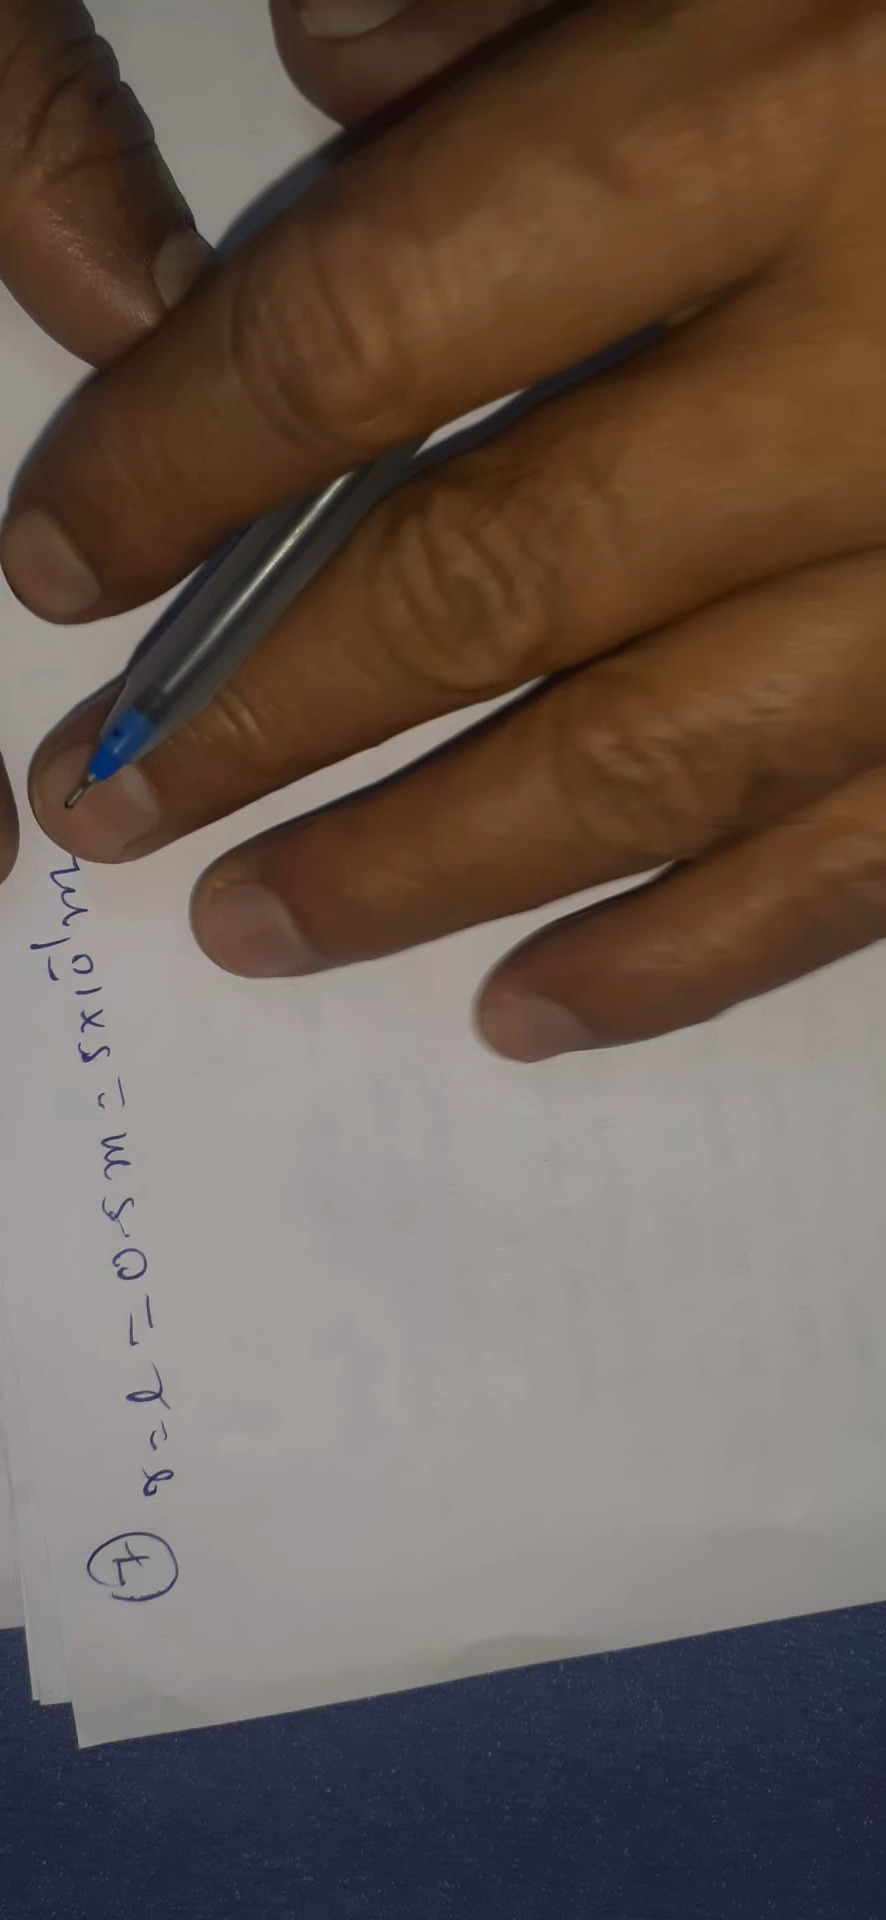 7) = r = 0.5 m = 5×10⁻¹ m